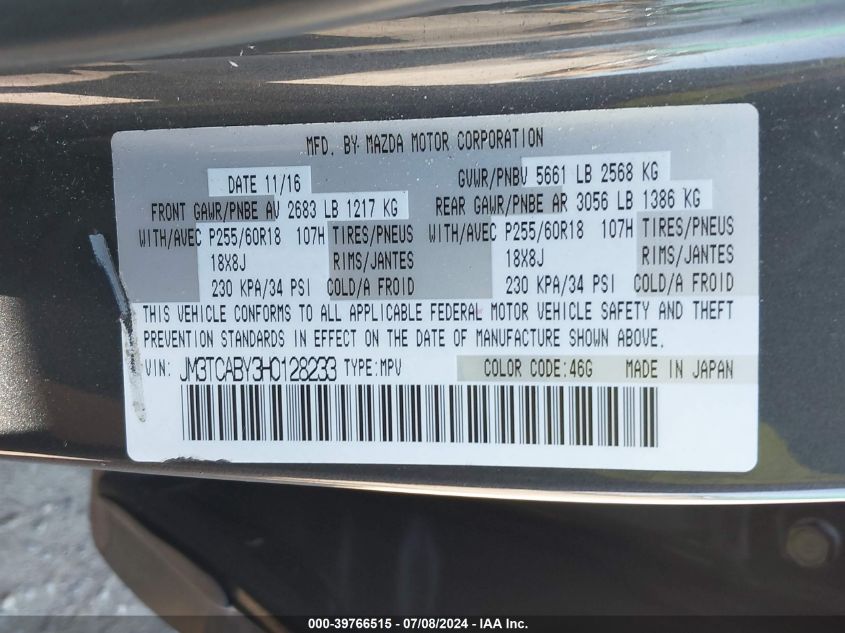 MFD. BY MAZDA MOTOR CORPORATION
DATE 11/16 GVWR/PNBV 5661 LB 2568 KG
FRONT GAWR/PNBE AV 2683 LB 1217 KG REAR GAWR/PNBE AR 3056 LB 1386 KG
WITH/AVEC P255/60R18 107H TIRES/PNEUS WITH/AVEC P255/60R18 107H TIRES/PNEUS
18X8J RIMS/JANTES 18X8J RIMS/JANTES
230 KPA/34 PSI COLD/A FROID 230 KPA/34 PSI COLD/A FROID
THIS VEHICLE CONFORMS TO ALL APPLICABLE FEDERAL MOTOR VEHICLE SAFETY AND THEFT
PREVENTION STANDARDS IN EFFECT ON THE DATE OF MANUFACTURE SHOWN ABOVE.
VIN: JM3TCABY3H0128233 TYPE:MPV COLOR CODE:46G MADE IN JAPAN
000-39766515 - 07/08/2024 - IAA Inc.